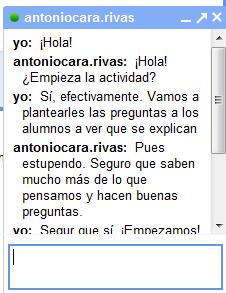 antoniocara.rivas
yo: ¡Hola!
antoniocara.rivas: ¡Hola!
¿Empieza la actividad?
yo: Sí, efectivamente. Vamos a
plantearles las preguntas a los
alumnos a ver que se explican
antoniocara.rivas: Pues
estupendo. Seguro que saben
mucho más de lo que
pensamos y hacen buenas
preguntas.
yo: Segur que sí. ¡Empezamos!